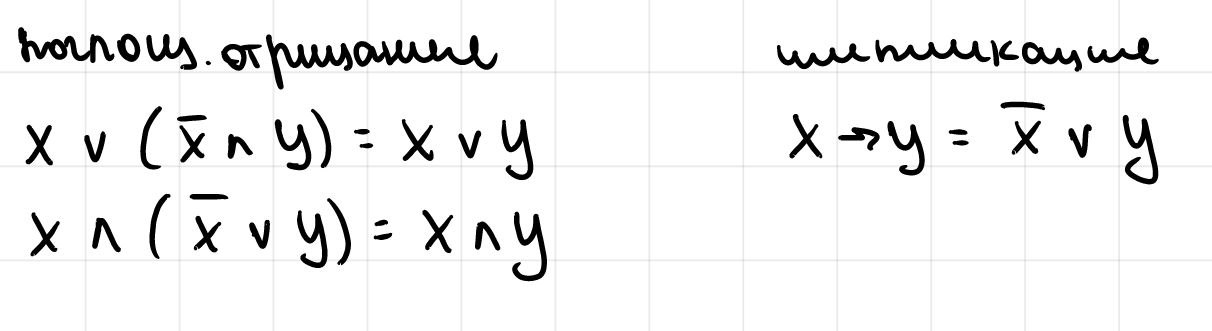 поглощ. отрицание
x ∨ (x̄ ∧ y) = x ∨ y
x ∧ (x̄ ∨ y) = x ∧ y
импликация
x → y = x̄ ∨ y